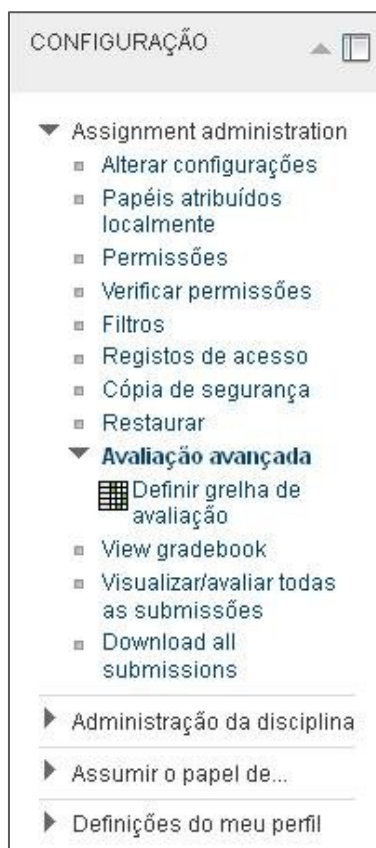 CONFIGURAÇÃO
Assignment administration
Alterar configurações
Papéis atribuídos
localmente
Permissões
Verificar permissões
Filtros
Registos de acesso
Cópia de segurança
Restaurar
Avaliação avançada
Definir grelha de
avaliação
View gradebook
Visualizar/avaliar todas
as submissões
Download all
submissions
Administração da disciplina
Assumir o papel de...
Definições do meu perfil